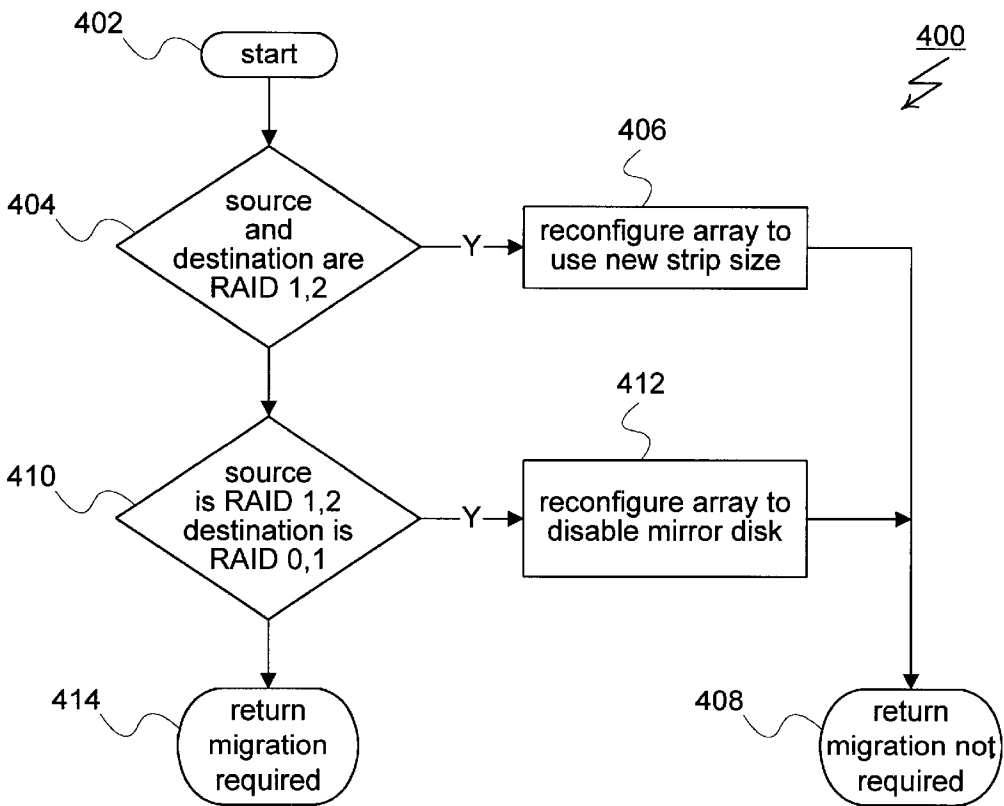 402
start
400
404
source
and
destination are
RAID 1,2
Y
406
reconfigure array to
use new strip size
410
source
is RAID 1,2
destination is
RAID 0,1
Y
412
reconfigure array to
disable mirror disk
414
return
migration
required
408
return
migration not
required